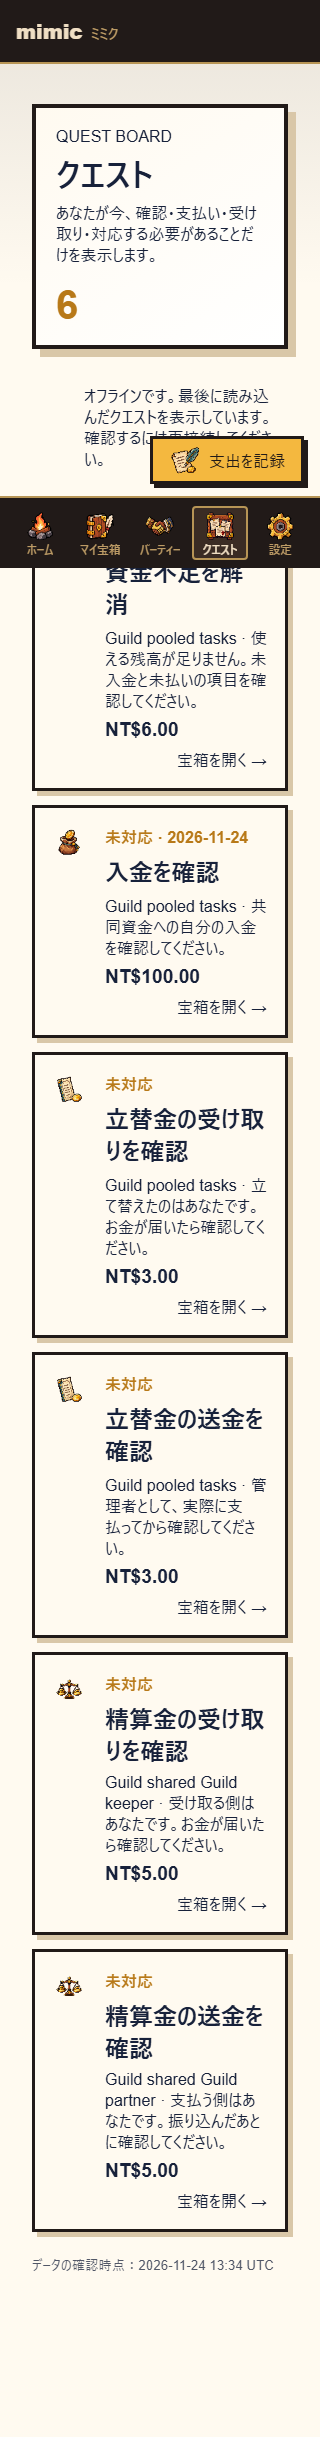 mimic ミミク
QUEST BOARD
クエスト
あなたが今、確認・支払い・受け
取り・対応する必要があることだ
けを表示します。
6
オフラインです。最後に読み込
んだクエストを表示しています。
確認するには再接続してくださ
い。
支出を記録
ホーム
マイ宝箱
パーティー
クエスト
設定
資金不足を解
消
Guild pooled tasks · 使
える残高が足りません。未
入金と未払いの項目を確
認してください。
NT$6.00
宝箱を開く→
未対応 · 2026-11-24
入金を確認
Guild pooled tasks · 共
同資金への自分の入金
を確認してください。
NT$100.00
宝箱を開く→
未対応
立替金の受け取
りを確認
Guild pooled tasks · 立
て替えたのはあなたです。
お金が届いたら確認してく
ださい。
NT$3.00
宝箱を開く→
未対応
立替金の送金を
確認
Guild pooled tasks · 管
理者として、実際に支
払ってから確認してくださ
い。
NT$3.00
宝箱を開く→
未対応
精算金の受け取
りを確認
Guild shared Guild
keeper · 受け取る側は
あなたです。お金が届いた
ら確認してください。
NT$5.00
宝箱を開く→
未対応
精算金の送金を
確認
Guild shared Guild
partner · 支払う側はあ
なたです。振り込んだあと
に確認してください。
NT$5.00
宝箱を開く→
データの確認時点：2026-11-24 13:34 UTC